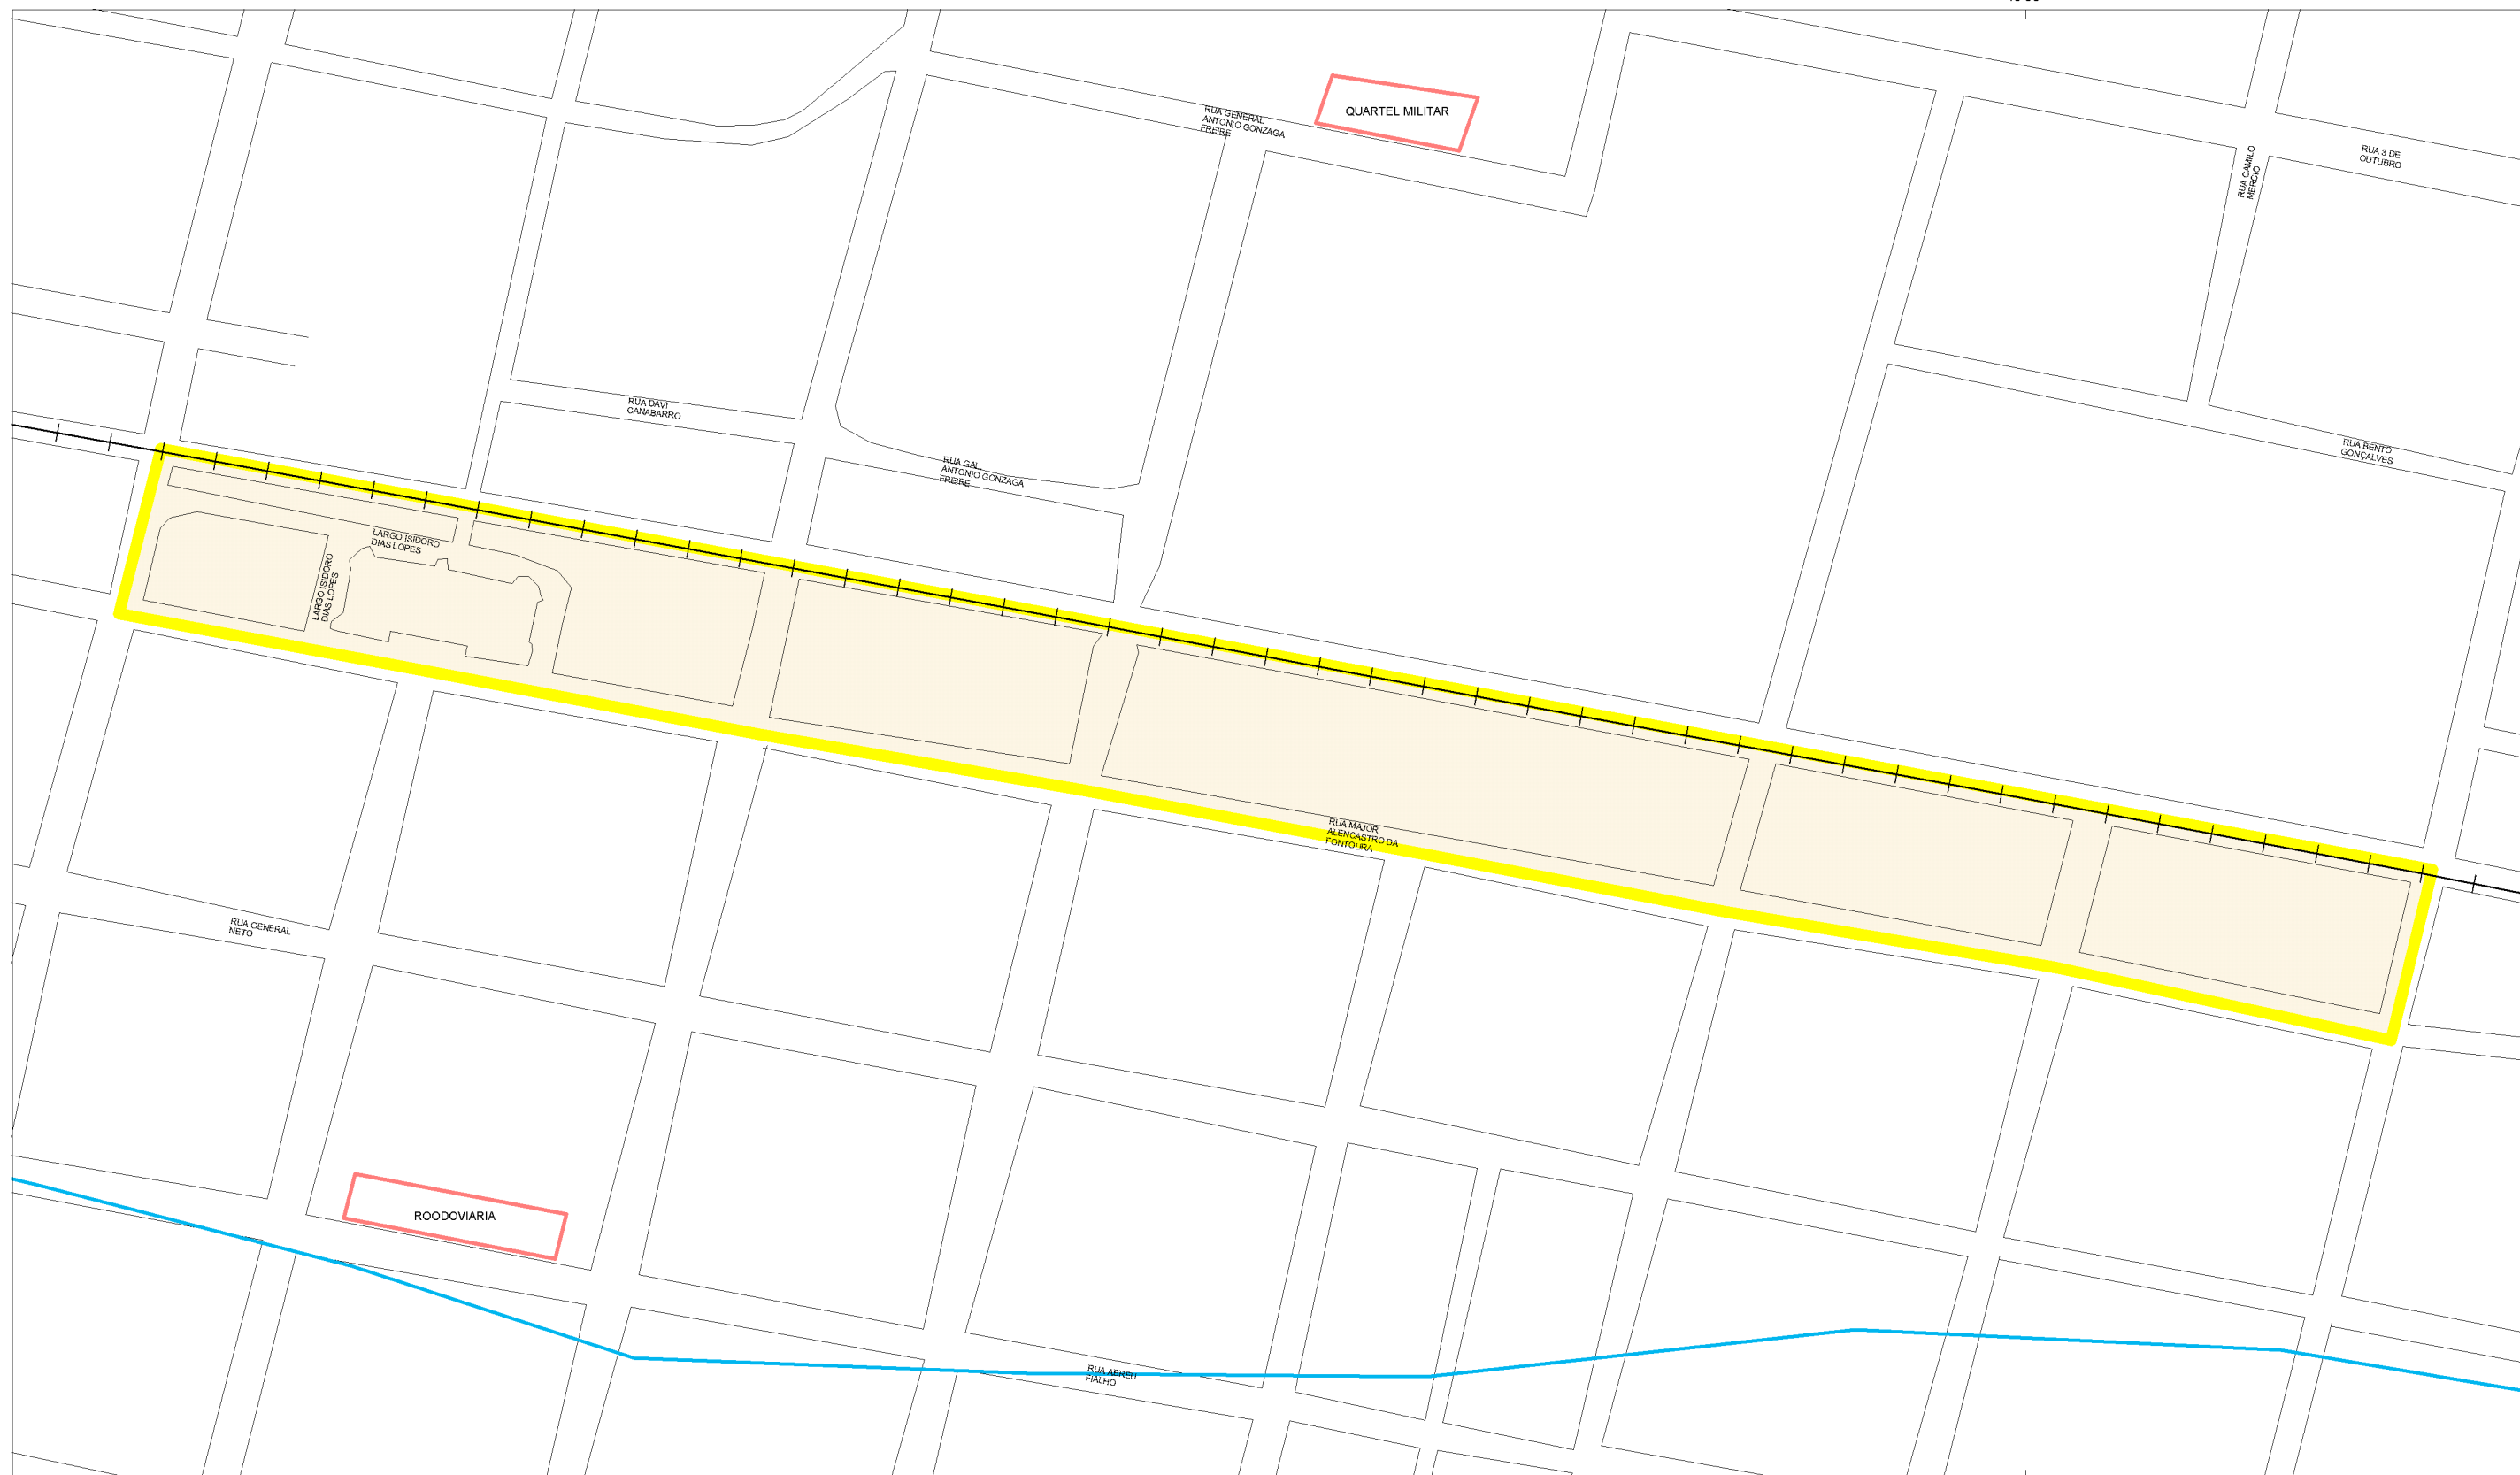 QUARTEL MILITAR
RUA GENERAL
ANTONIO GONZAGA
FREIRE
RUA 3 DE
OUTUBRO
RUA CAMILO
MERCIO
RUA DAVI
CANABARRO
RUA BENTO
GONÇALVES
RUA GAL.
ANTONIO GONZAGA
FREIRE
LARGO ISIDORO
DIAS LOPES
LARGO ISIDORO
DIAS LOPES
RUA MAJOR
ALENCASTRO DA
FONTOURA
RUA GENERAL
NETO
ROODOVIARIA
RUA ABREU
FIALHO